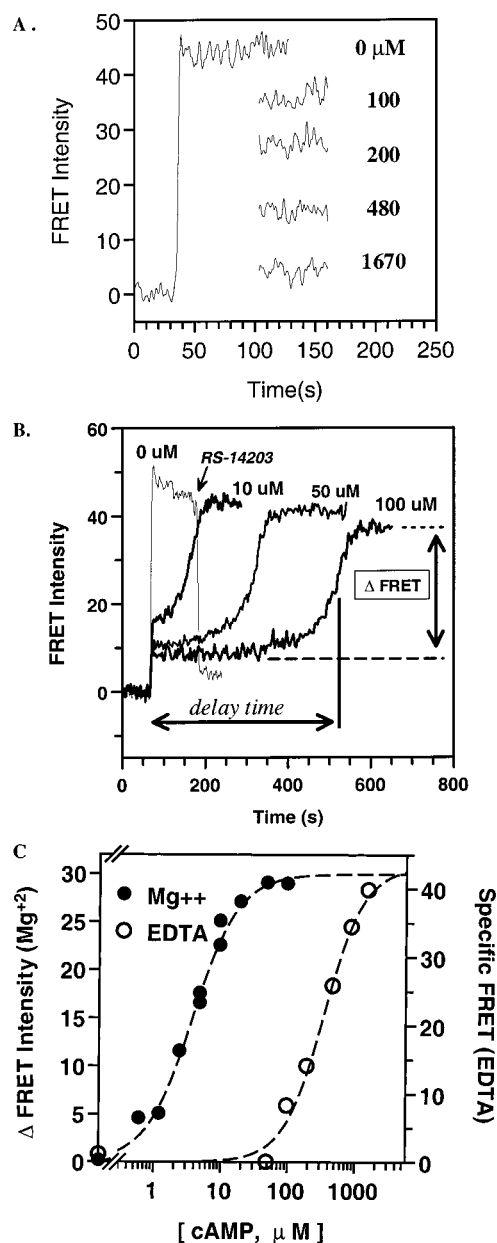 A .
50
40
30
20
10
0
FRET Intensity
0 µM
100
200
480
1670
0 50 100 150 200 250
Time(s)
B.
60
40
20
0
FRET Intensity
0 uM
RS-14203
10 uM
50 uM
100 uM
Δ FRET
delay time
0 200 400 600 800
Time (s)
C
30
25
20
15
10
5
0
Δ FRET Intensity (Mg+2)
Mg++
EDTA
40
30
20
10
0
Specific FRET (EDTA)
1 10 100 1000
[ cAMP, µ M ]